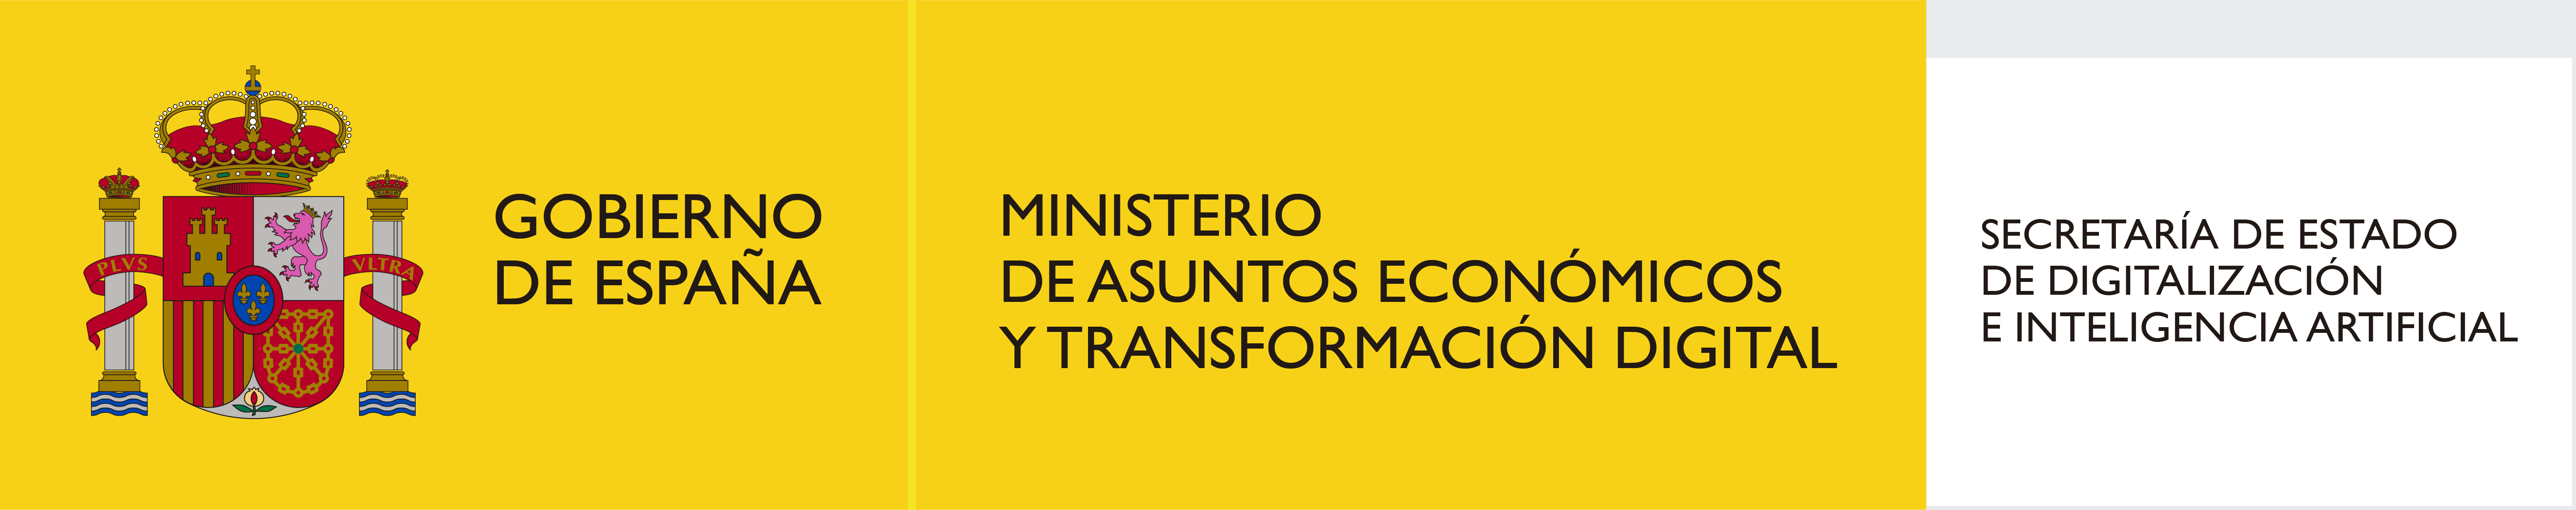 PLVS
VLTRA
GOBIERNO
DE ESPAÑA
MINISTERIO
DE ASUNTOS ECONÓMICOS
Y TRANSFORMACIÓN DIGITAL
SECRETARÍA DE ESTADO
DE DIGITALIZACIÓN
E INTELIGENCIA ARTIFICIAL